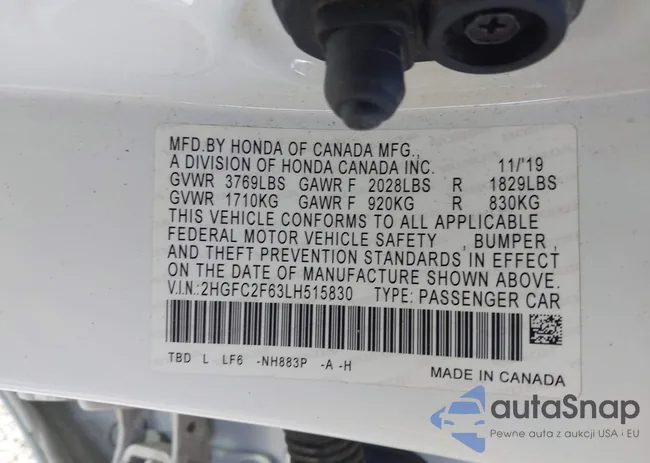 MFD.BY HONDA OF CANADA MFG.,
A DIVISION OF HONDA CANADA INC. 11/'19
GVWR 3769LBS GAWR F 2028LBS R 1829LBS
GVWR 1710KG GAWR F 920KG R 830KG
THIS VEHICLE CONFORMS TO ALL APPLICABLE
FEDERAL MOTOR VEHICLE SAFETY , BUMPER ,
AND THEFT PREVENTION STANDARDS IN EFFECT
ON THE DATE OF MANUFACTURE SHOWN ABOVE.
V.I.N.:2HGFC2F63LH515830 TYPE: PASSENGER CAR
TBD L LF6 -NH883P -A -H
MADE IN CANADA
autaSnap
Pewne auta z aukcji USA i EU